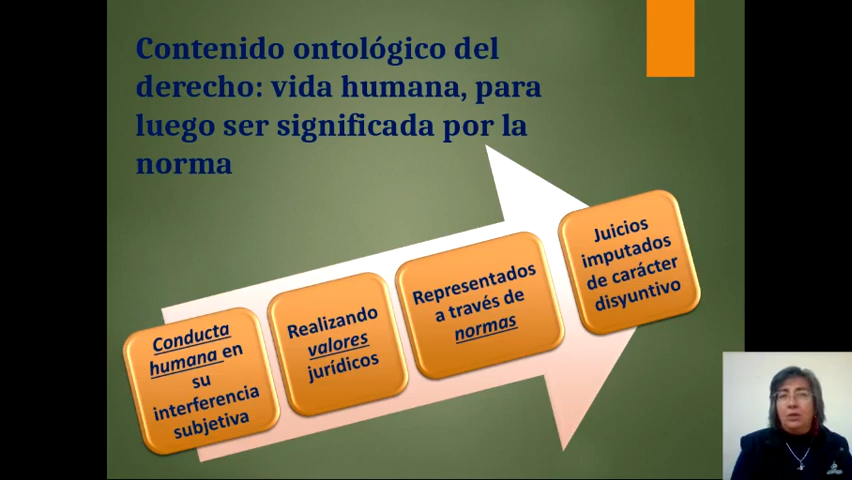 Contenido ontológico del
derecho: vida humana, para
luego ser significada por la
norma
Conducta
humana en
su
interferencia
subjetiva
Realizando
valores
jurídicos
Representados
a través de
normas
Juicios
imputados
de carácter
disyuntivo